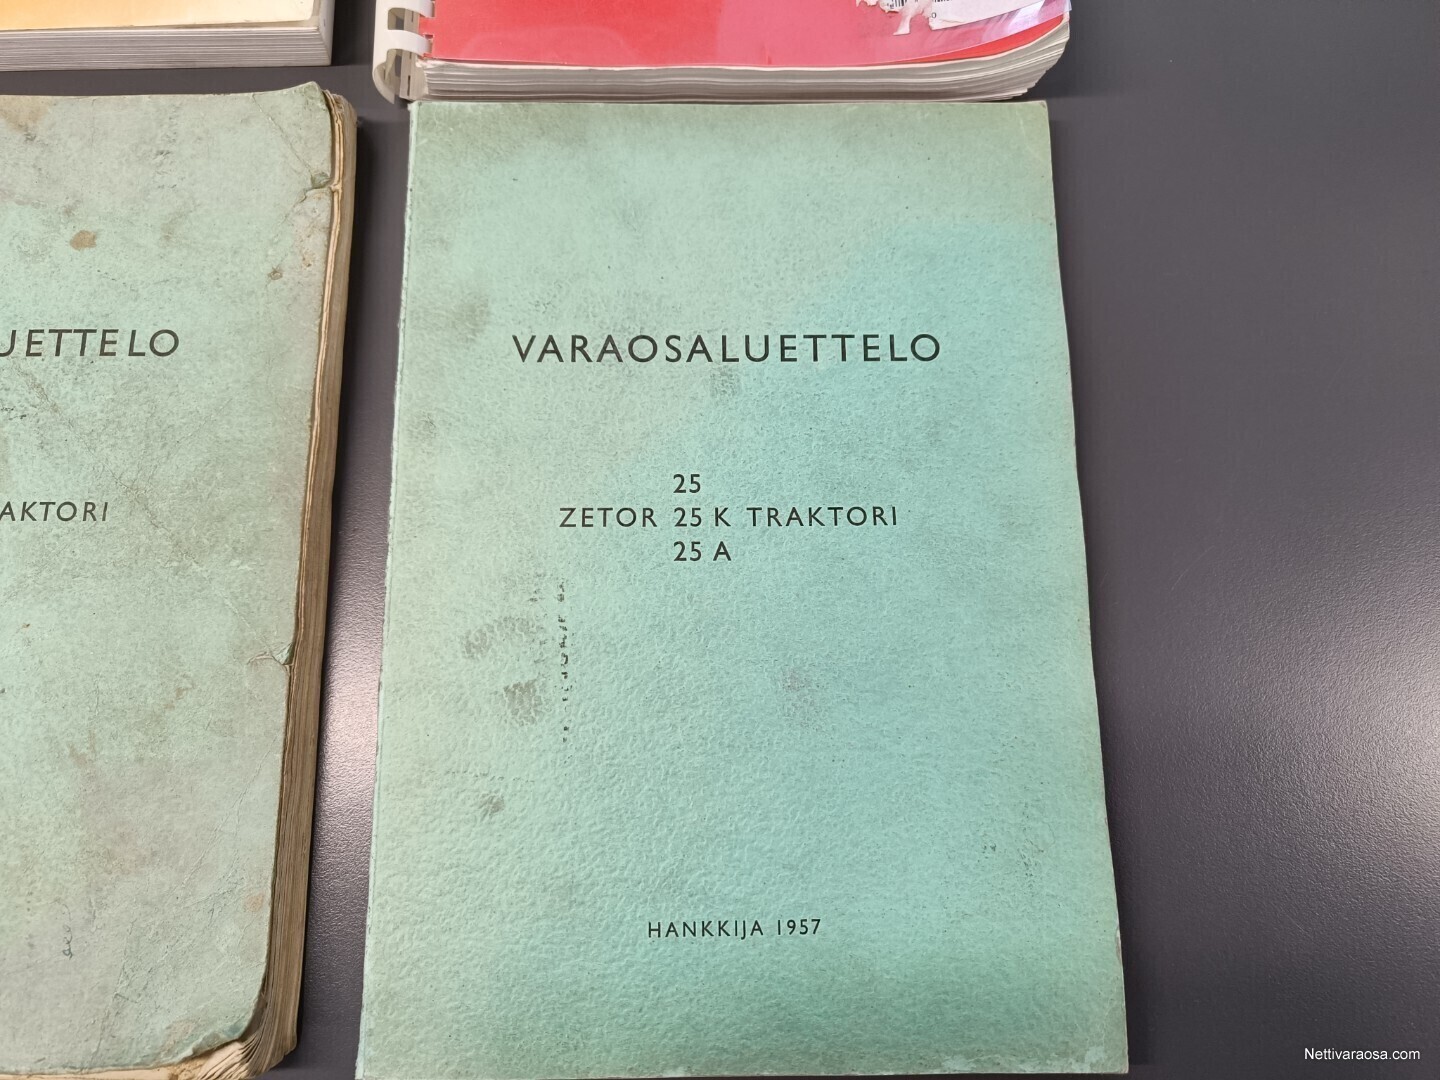 UETTELO
AKTORI
VARAOSALUETTELO
25
ZETOR 25 K TRAKTORI
25 A
HANKKIJA 1957
Nettivaraosa.com